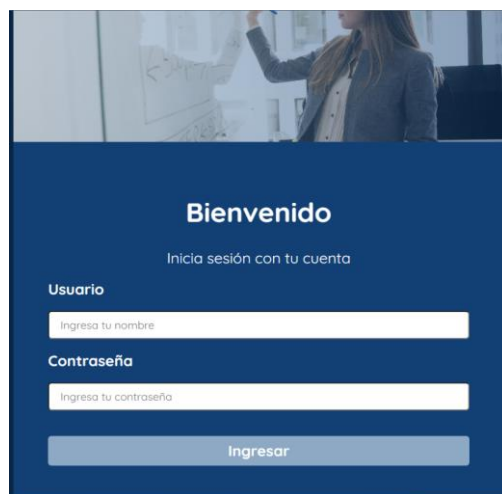 Bienvenido
Inicia sesión con tu cuenta
Usuario
Ingresa tu nombre
Contraseña
Ingresa tu contraseña
Ingresar